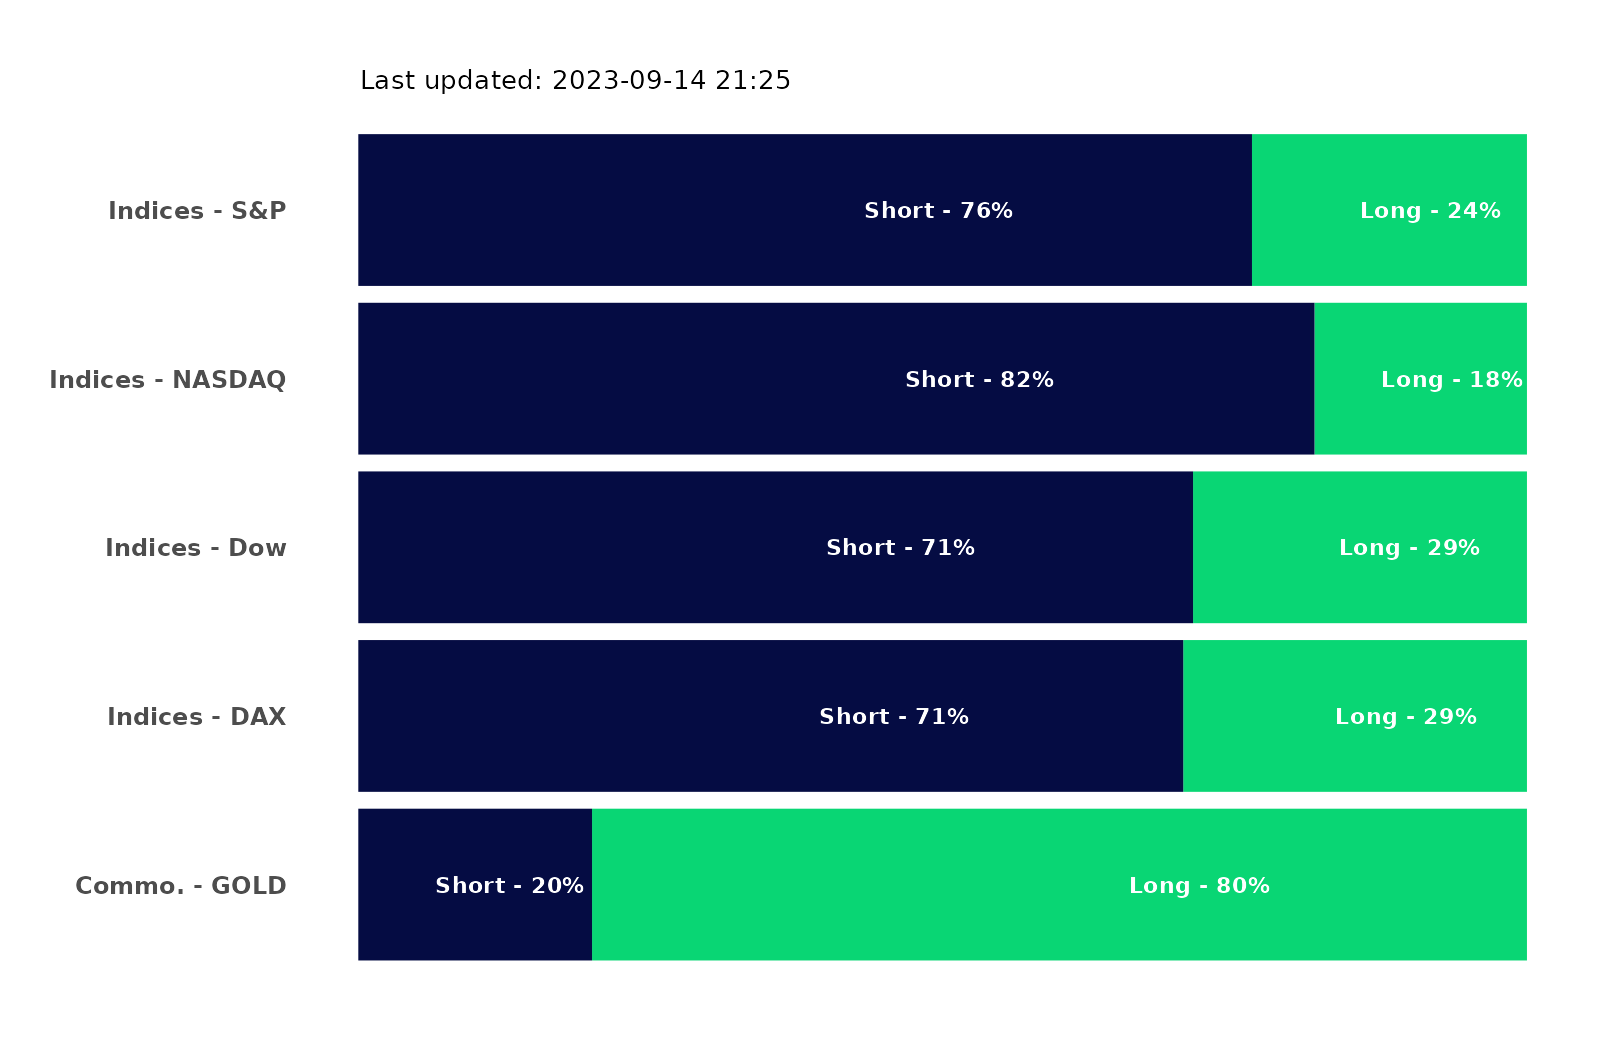 Last updated: 2023-09-14 21:25
Indices - S&P Short - 76% Long - 24%
Indices - NASDAQ Short - 82% Long - 18%
Indices - Dow Short - 71% Long - 29%
Indices - DAX Short - 71% Long - 29%
Commo. - GOLD Short - 20% Long - 80%